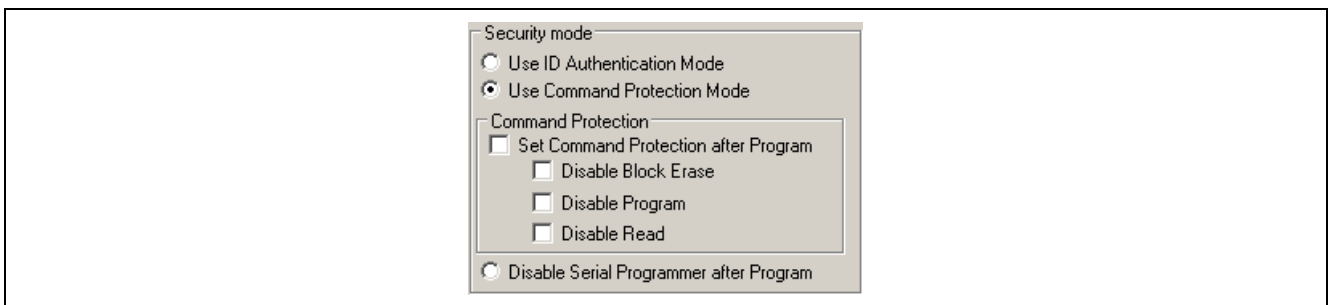 Security mode
Use ID Authentication Mode
Use Command Protection Mode
Command Protection
Set Command Protection after Program
Disable Block Erase
Disable Program
Disable Read
Disable Serial Programmer after Program